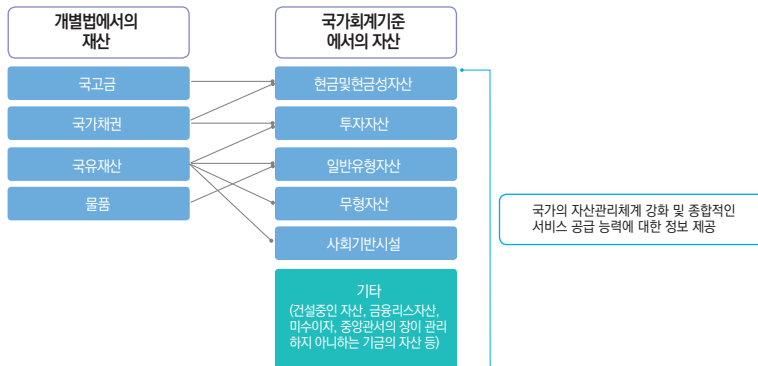 개별법에서의
재산
국가회계기준
에서의 자산
국고금
현금및현금성자산
국가채권
투자자산
국유재산
일반유형자산
물품
무형자산
사회기반시설
국가의 자산관리체계 강화 및 종합적인
서비스 공급 능력에 대한 정보 제공
기타
(건설중인 자산, 금융리스자산,
미수이자, 중앙관서의 장이 관리
하지 아니하는 기금의 자산 등)